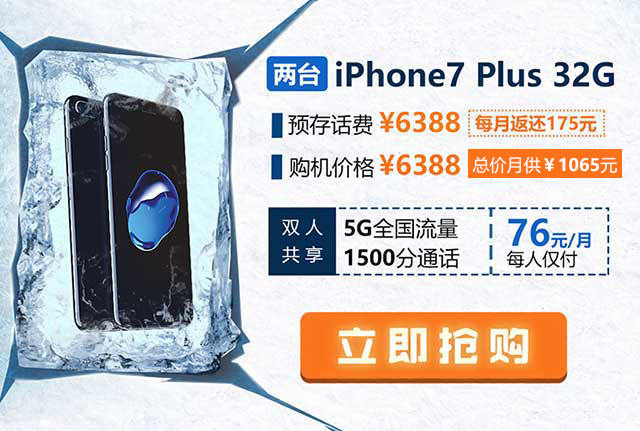 两台 iPhone7 Plus 32G
预存话费 ¥6388 每月返还175元
购机价格 ¥6388 总价月供¥1065元
双人共享
5G全国流量
1500分通话
76元/月
每人仅付
立即抢购